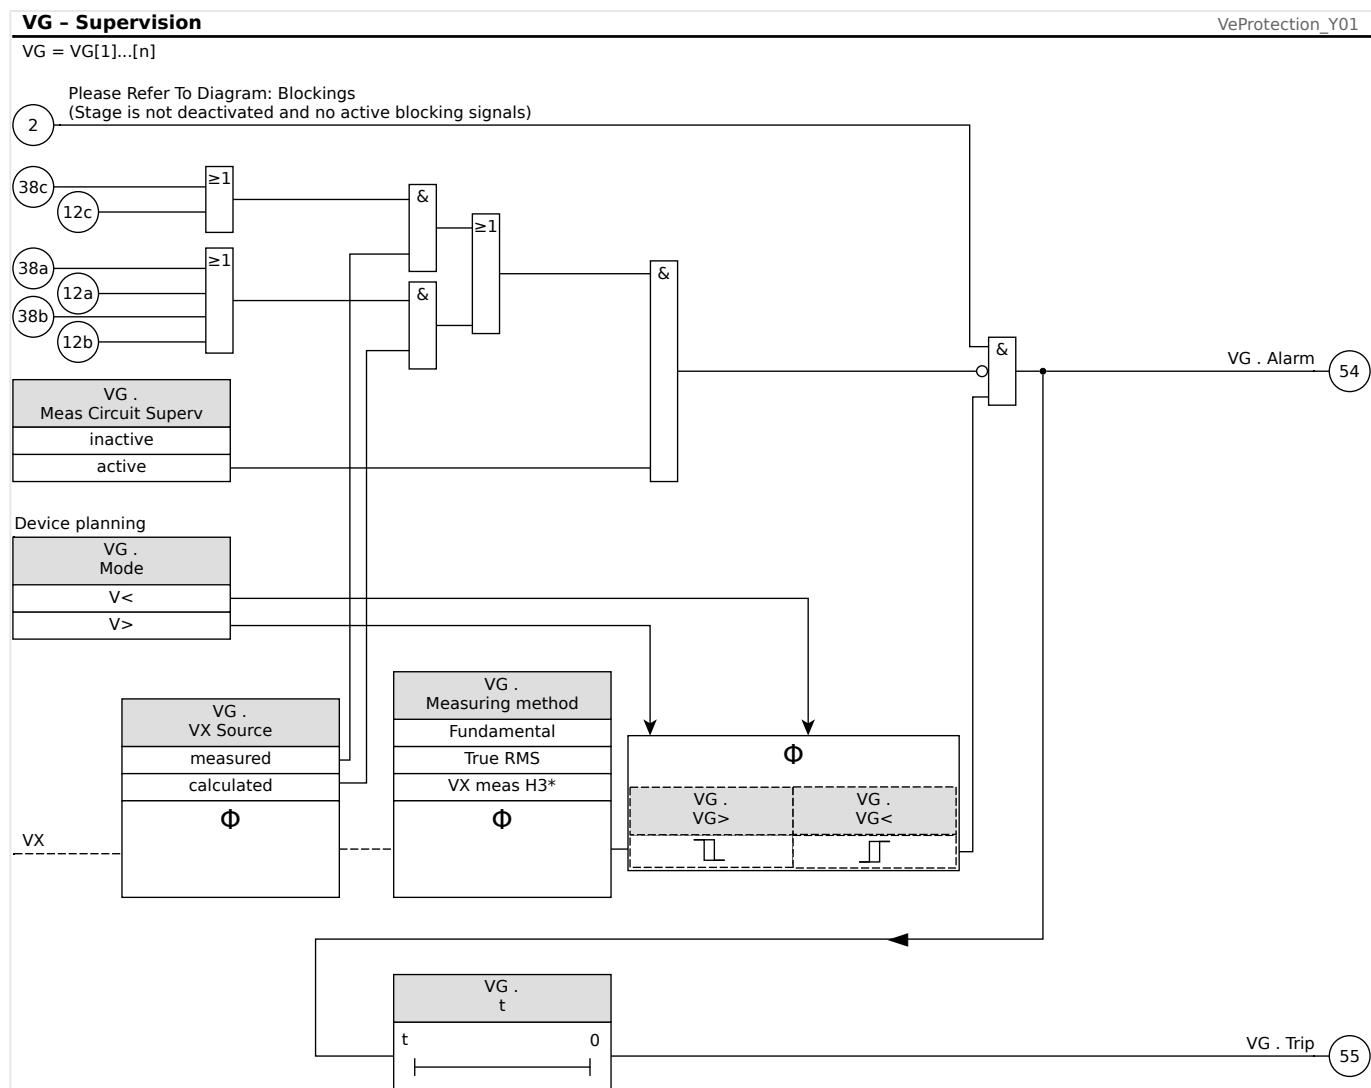 VG – Supervision
VeProtection_Y01
VG = VG[1]...[n]
Please Refer To Diagram: Blockings
(Stage is not deactivated and no active blocking signals)
2
38c
12c
≥1
&
≥1
38a
12a
38b
12b
≥1
&
&
&
VG . Alarm
54
VG .
Meas Circuit Superv
inactive
active
Device planning
VG .
Mode
V<
V>
VG .
VX Source
measured
calculated
Φ
VX
VG .
Measuring method
Fundamental
True RMS
VX meas H3*
Φ
Φ
VG .
VG>
VG .
VG<
VG .
t
t
0
VG . Trip
55